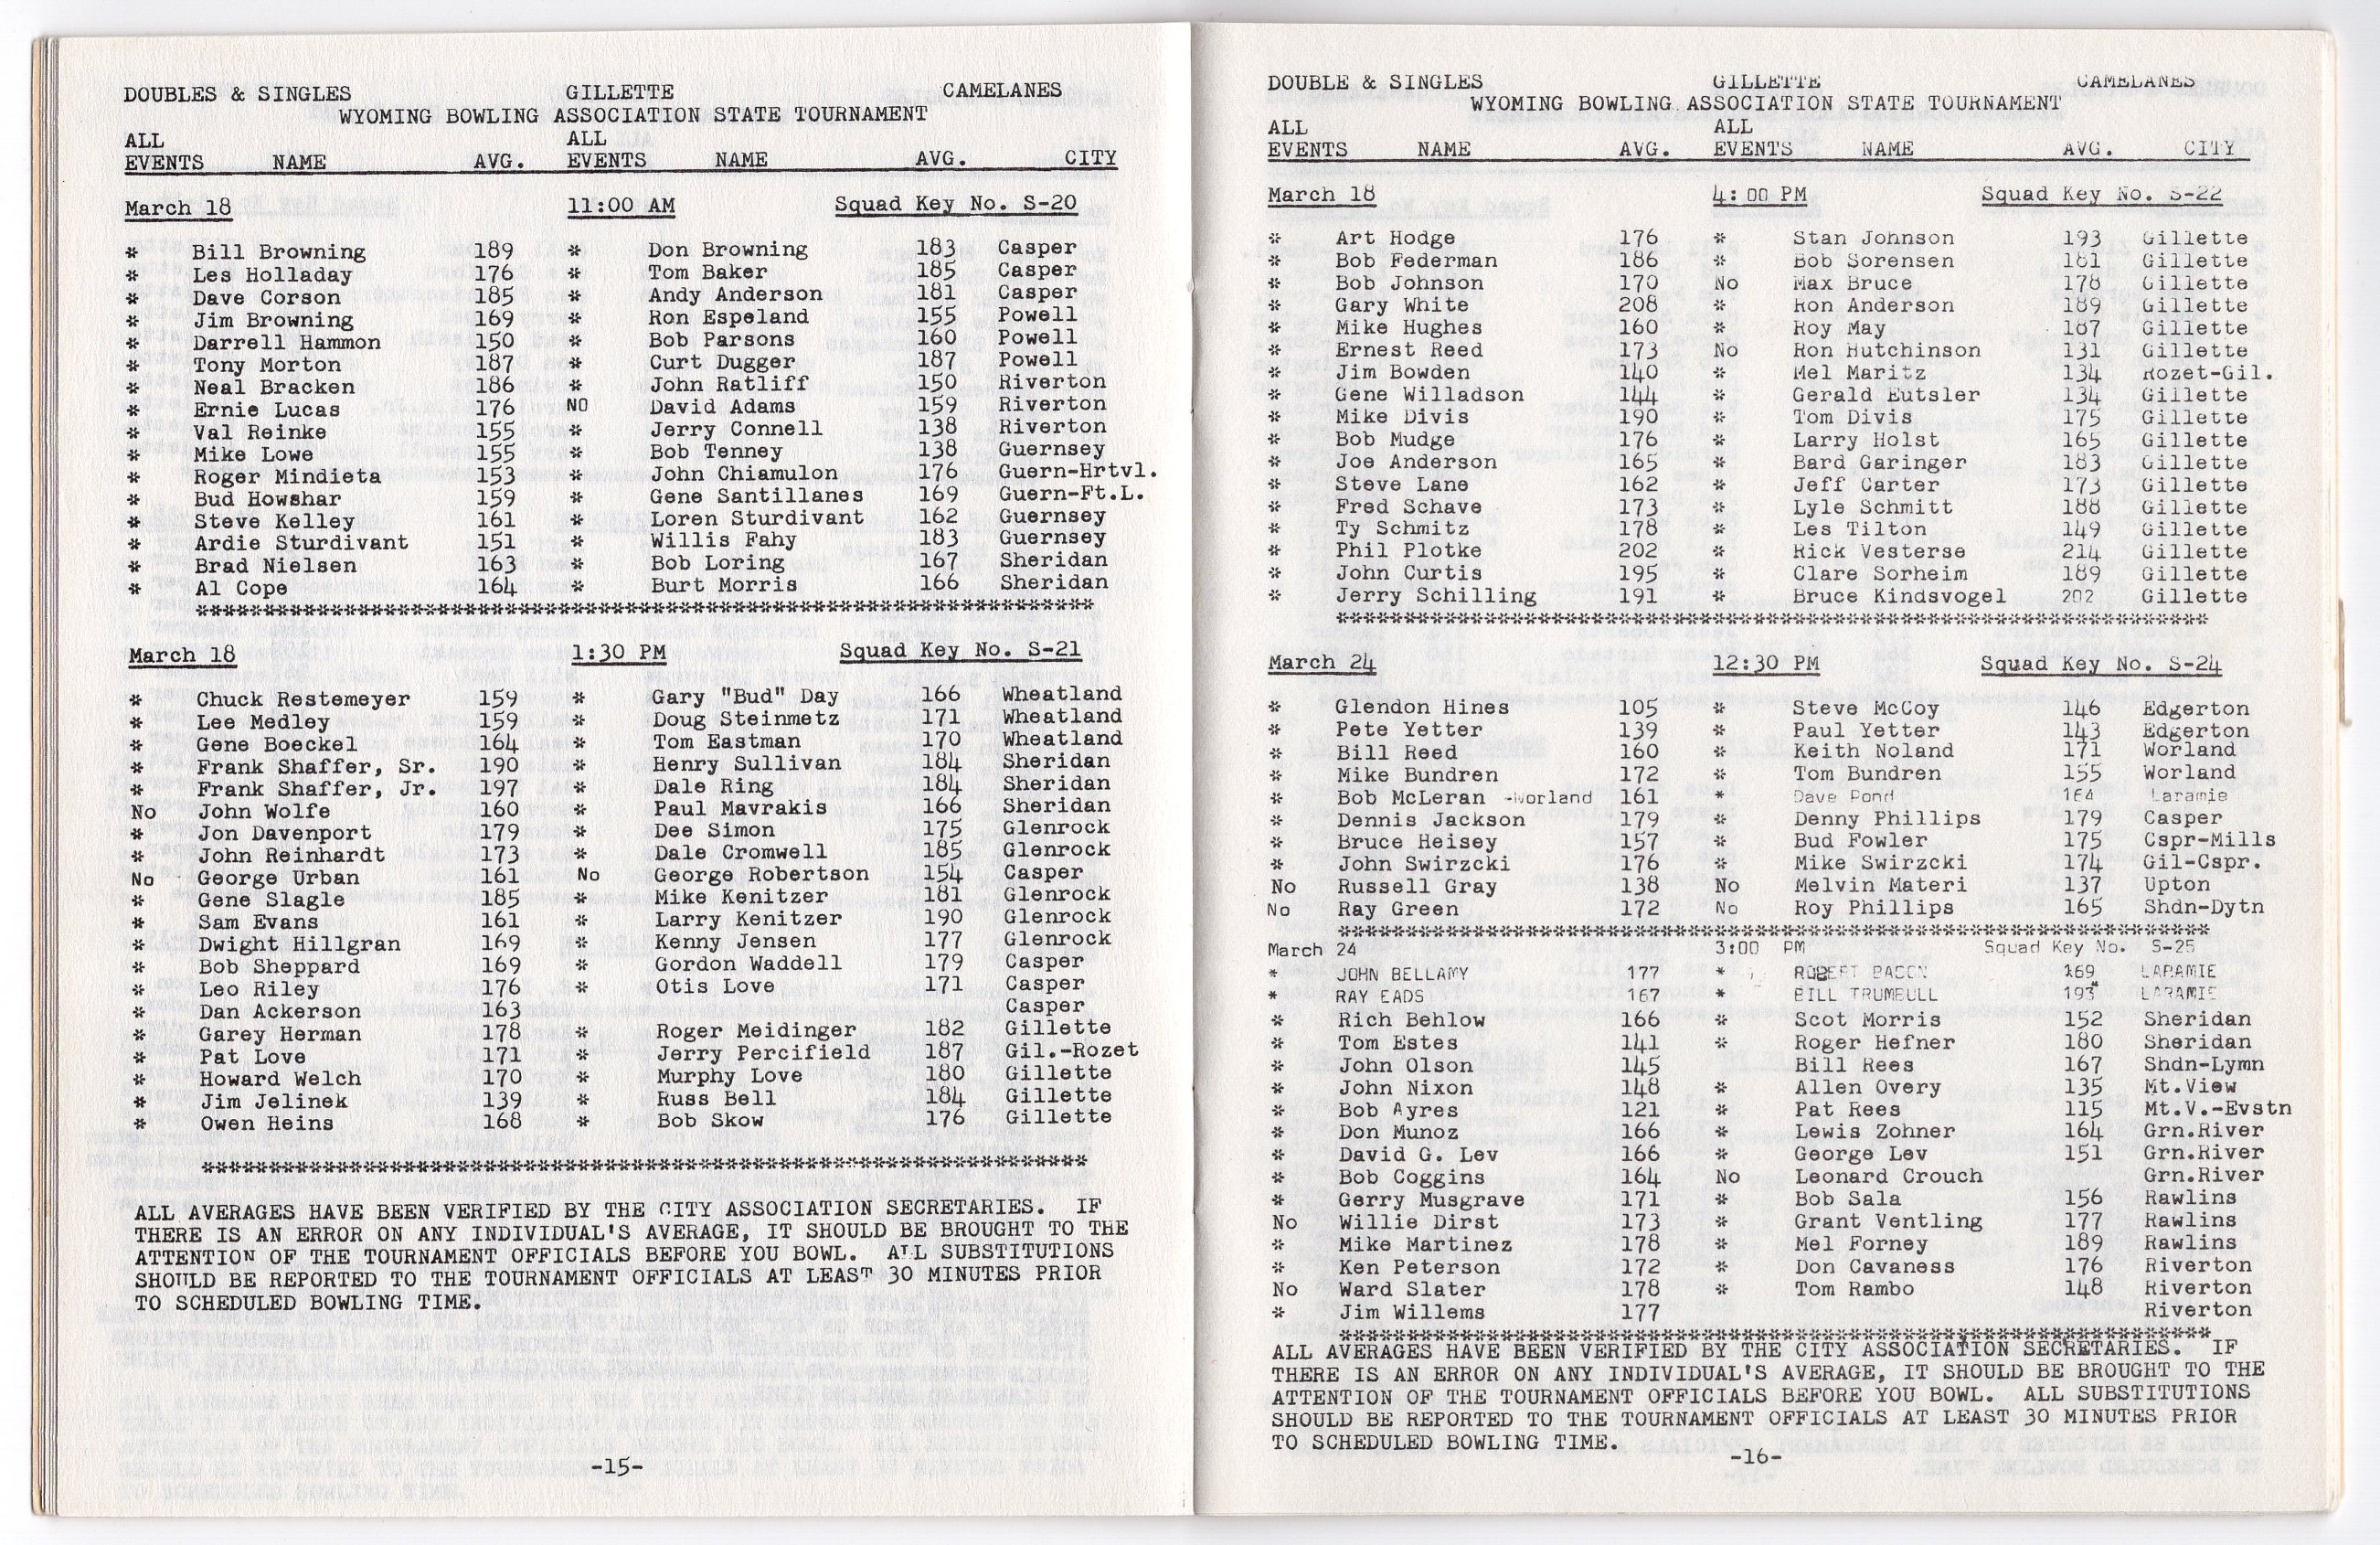 DOUBLES & SINGLES GILLETTE CAMELANES
WYOMING BOWLING ASSOCIATION STATE TOURNAMENT
ALL ALL
EVENTS NAME AVG. EVENTS NAME AVG. CITY
March 18 11:00 AM Squad Key No. S-20
* Bill Browning 189 * Don Browning 183 Casper
* Les Holladay 176 * Tom Baker 185 Casper
* Dave Corson 185 * Andy Anderson 181 Casper
* Jim Browning 169 * Ron Espeland 155 Powell
* Darrell Hammon 150 * Bob Parsons 160 Powell
* Tony Morton 187 * Curt Dugger 187 Powell
* Neal Bracken 186 * John Ratliff 150 Riverton
* Ernie Lucas 176 NO David Adams 159 Riverton
* Val Reinke 155 * Jerry Connell 138 Riverton
* Mike Lowe 155 * Bob Tenney 138 Guernsey
* Roger Mindieta 153 * John Chiamulon 176 Guern-Hrtvl.
* Bud Howshar 159 * Gene Santillanes 169 Guern-Ft.L.
* Steve Kelley 161 * Loren Sturdivant 162 Guernsey
* Ardie Sturdivant 151 * Willis Fahy 183 Guernsey
* Brad Nielsen 163 * Bob Loring 167 Sheridan
* Al Cope 164 * Burt Morris 166 Sheridan
*******************************************************************
March 18 1:30 PM Squad Key No. S-21
* Chuck Restemeyer 159 * Gary "Bud" Day 166 Wheatland
* Lee Medley 159 * Doug Steinmetz 171 Wheatland
* Gene Boeckel 164 * Tom Eastman 170 Wheatland
* Frank Shaffer, Sr. 190 * Henry Sullivan 184 Sheridan
* Frank Shaffer, Jr. 197 * Dale Ring 184 Sheridan
No John Wolfe 160 * Paul Mavrakis 166 Sheridan
* Jon Davenport 179 * Dee Simon 175 Glenrock
* John Reinhardt 173 * Dale Cromwell 185 Glenrock
No George Urban 161 No George Robertson 154 Casper
* Gene Slagle 185 * Mike Kenitzer 181 Glenrock
* Sam Evans 161 * Larry Kenitzer 190 Glenrock
* Dwight Hillgran 169 * Kenny Jensen 177 Glenrock
* Bob Sheppard 169 * Gordon Waddell 179 Casper
* Leo Riley 176 * Otis Love 171 Casper
* Dan Ackerson 163 Casper
* Garey Herman 178 * Roger Meidinger 182 Gillette
* Pat Love 171 * Jerry Percifield 187 Gil.-Rozet
* Howard Welch 170 * Murphy Love 180 Gillette
* Jim Jelinek 139 * Russ Bell 184 Gillette
* Owen Heins 168 * Bob Skow 176 Gillette
******************************************************************
ALL AVERAGES HAVE BEEN VERIFIED BY THE CITY ASSOCIATION SECRETARIES. IF
THERE IS AN ERROR ON ANY INDIVIDUAL'S AVERAGE, IT SHOULD BE BROUGHT TO THE
ATTENTION OF THE TOURNAMENT OFFICIALS BEFORE YOU BOWL. ALL SUBSTITUTIONS
SHOULD BE REPORTED TO THE TOURNAMENT OFFICIALS AT LEAST 30 MINUTES PRIOR
TO SCHEDULED BOWLING TIME.
-15-
DOUBLE & SINGLES GILLETTE CAMELANES
WYOMING BOWLING ASSOCIATION STATE TOURNAMENT
ALL ALL
EVENTS NAME AVG. EVENTS NAME AVG. CITY
March 18 4:00 PM Squad Key No. S-22
* Art Hodge 176 * Stan Johnson 193 Gillette
* Bob Federman 186 * Bob Sorensen 181 Gillette
* Bob Johnson 170 No Max Bruce 178 Gillette
* Gary White 208 * Ron Anderson 189 Gillette
* Mike Hughes 160 * Roy May 187 Gillette
* Ernest Reed 173 No Ron Hutchinson 131 Gillette
* Jim Bowden 140 * Mel Maritz 134 Rozet-Gil.
* Gene Willadson 144 * Gerald Eutsler 134 Gillette
* Mike Divis 190 * Tom Divis 175 Gillette
* Bob Mudge 176 * Larry Holst 165 Gillette
* Joe Anderson 165 * Bard Garinger 183 Gillette
* Steve Lane 162 * Jeff Carter 173 Gillette
* Fred Schave 173 * Lyle Schmitt 188 Gillette
* Ty Schmitz 178 * Les Tilton 149 Gillette
* Phil Plotke 202 * Rick Vesterse 214 Gillette
* John Curtis 195 * Clare Sorheim 189 Gillette
* Jerry Schilling 191 * Bruce Kindsvogel 202 Gillette
*****************************************************************
March 24 12:30 PM Squad Key No. S-24
* Glendon Hines 105 * Steve McCoy 146 Edgerton
* Pete Yetter 139 * Paul Yetter 143 Edgerton
* Bill Reed 160 * Keith Noland 171 Worland
* Mike Bundren 172 * Tom Bundren 155 Worland
* Bob McLeran -Worland 161 * Dave Pond 164 Laramie
* Dennis Jackson 179 * Denny Phillips 179 Casper
* Bruce Heisey 157 * Bud Fowler 175 Cspr-Mills
* John Swirzcki 176 * Mike Swirzcki 174 Gil-Cspr.
No Russell Gray 138 No Melvin Materi 137 Upton
No Ray Green 172 No Roy Phillips 165 Shdn-Dytn
*****************************************************************
March 24 3:00 PM Squad Key No. S-25
* JOHN BELLAMY 177 * ROBERT BACON 169 LARAMIE
* RAY EADS 167 * BILL TRUMBULL 193 LARAMIE
* Rich Behlow 166 * Scot Morris 152 Sheridan
* Tom Estes 141 * Roger Hefner 180 Sheridan
* John Olson 145 Bill Rees 167 Shdn-Lymn
* John Nixon 148 * Allen Overy 135 Mt.View
* Bob Ayres 121 * Pat Rees 115 Mt.V.-Evstn
* Don Munoz 166 * Lewis Zohner 164 Grn.River
* David G. Lev 166 * George Lev 151 Grn.River
* Bob Coggins 164 No Leonard Crouch Grn.River
* Gerry Musgrave 171 * Bob Sala 156 Rawlins
No Willie Dirst 173 * Grant Ventling 177 Rawlins
* Mike Martinez 178 * Mel Forney 189 Rawlins
* Ken Peterson 172 * Don Cavaness 176 Riverton
No Ward Slater 178 * Tom Rambo 148 Riverton
* Jim Willems 177 Riverton
*****************************************************************
ALL AVERAGES HAVE BEEN VERIFIED BY THE CITY ASSOCIATION SECRETARIES. IF
THERE IS AN ERROR ON ANY INDIVIDUAL'S AVERAGE, IT SHOULD BE BROUGHT TO THE
ATTENTION OF THE TOURNAMENT OFFICIALS BEFORE YOU BOWL. ALL SUBSTITUTIONS
SHOULD BE REPORTED TO THE TOURNAMENT OFFICIALS AT LEAST 30 MINUTES PRIOR
TO SCHEDULED BOWLING TIME.
-16-